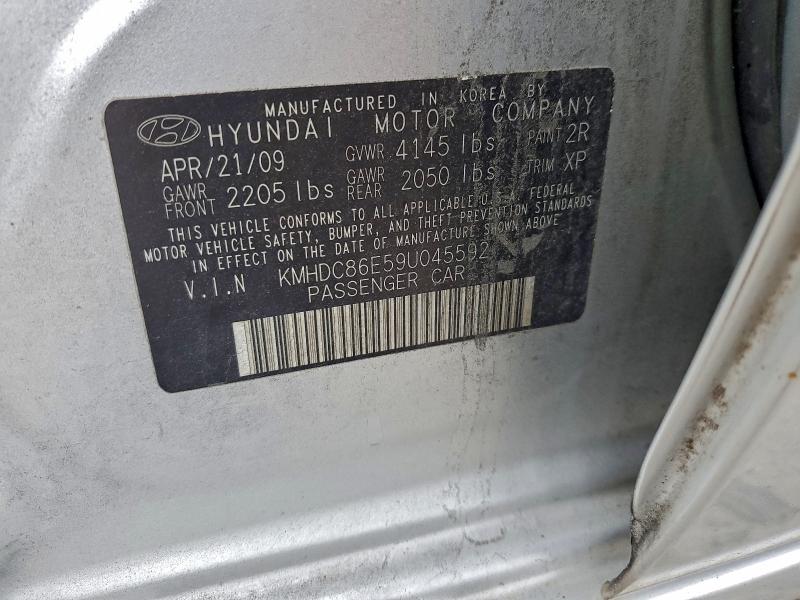 MANUFACTURED IN KOREA BY
HYUNDAI MOTOR COMPANY
APR/21/09 GVWR 4145 lbs PAINT 2R
GAWR FRONT 2205 lbs GAWR REAR 2050 lbs TRIM XP
THIS VEHICLE CONFORMS TO ALL APPLICABLE U.S.A. FEDERAL
MOTOR VEHICLE SAFETY, BUMPER, AND THEFT PREVENTION STANDARDS
IN EFFECT ON THE DATE OF MANUFACTURE SHOWN ABOVE
V.I.N KMHDC86E59U045592
PASSENGER CAR